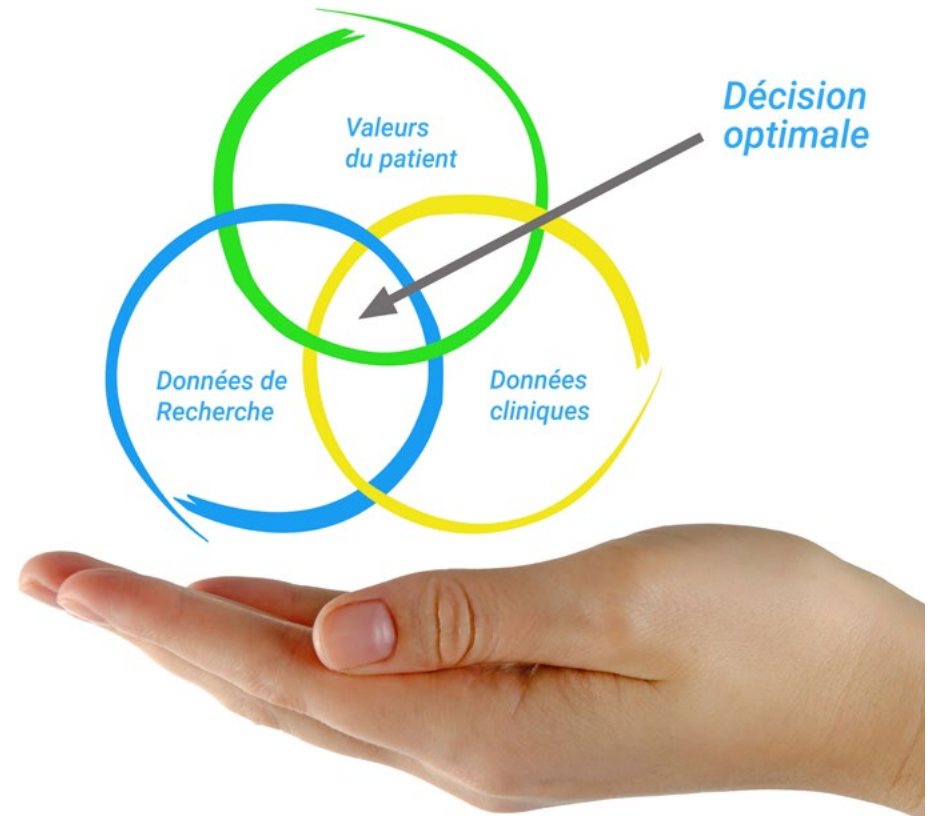 Décision
optimale
Valeurs
du patient
Données de
Recherche
Données
cliniques